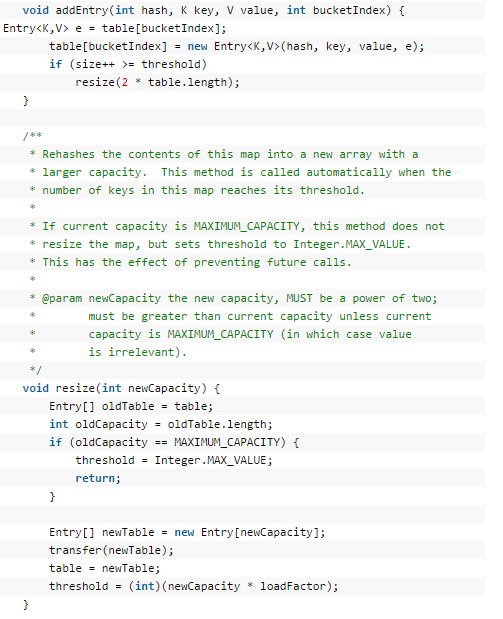 void addEntry(int hash, K key, V value, int bucketIndex) {
Entry<K,V> e = table[bucketIndex];
table[bucketIndex] = new Entry<K,V>(hash, key, value, e);
if (size++ >= threshold)
resize(2 * table.length);
}
/**
* Rehashes the contents of this map into a new array with a
* larger capacity.  This method is called automatically when the
* number of keys in this map reaches its threshold.
*
* If current capacity is MAXIMUM_CAPACITY, this method does not
* resize the map, but sets threshold to Integer.MAX_VALUE.
* This has the effect of preventing future calls.
*
* @param newCapacity the new capacity, MUST be a power of two;
*        must be greater than current capacity unless current
*        capacity is MAXIMUM_CAPACITY (in which case value
*        is irrelevant).
*/
void resize(int newCapacity) {
Entry[] oldTable = table;
int oldCapacity = oldTable.length;
if (oldCapacity == MAXIMUM_CAPACITY) {
threshold = Integer.MAX_VALUE;
return;
}
Entry[] newTable = new Entry[newCapacity];
transfer(newTable);
table = newTable;
threshold = (int)(newCapacity * loadFactor);
}